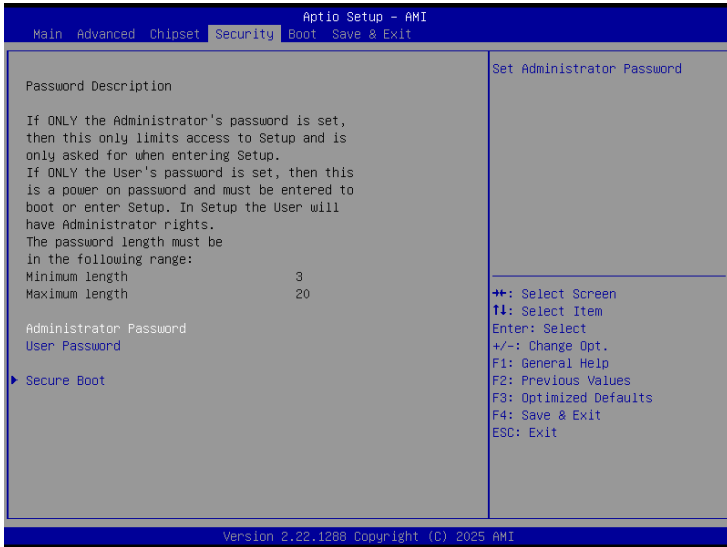 Aptio Setup – AMI
Main Advanced Chipset Security Boot Save & Exit
Password Description
If ONLY the Administrator's password is set,
then this only limits access to Setup and is
only asked for when entering Setup.
If ONLY the User's password is set, then this
is a power on password and must be entered to
boot or enter Setup. In Setup the User will
have Administrator rights.
The password length must be
in the following range:
Minimum length 3
Maximum length 20
Administrator Password
User Password
Secure Boot
Set Administrator Password
→←: Select Screen
↑↓: Select Item
Enter: Select
+/-: Change Opt.
F1: General Help
F2: Previous Values
F3: Optimized Defaults
F4: Save & Exit
ESC: Exit
Version 2.22.1288 Copyright (C) 2025 AMI